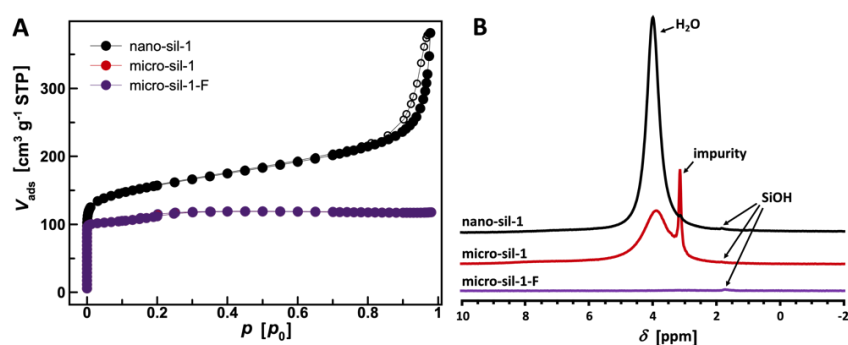 A
nano-sil-1
micro-sil-1
micro-sil-1-F
V_ads [cm³ g⁻¹ STP]
300
200
100
0
0
0.2
0.4
0.6
0.8
1
p [p₀]
B
H₂O
impurity
SiOH
nano-sil-1
micro-sil-1
micro-sil-1-F
10
8
6
4
2
0
-2
δ [ppm]